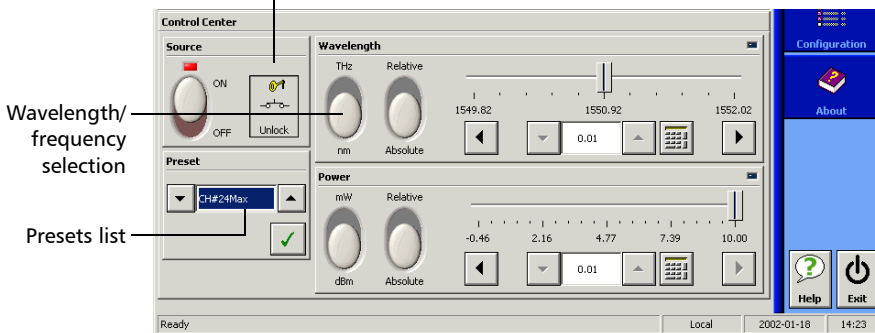 Control Center
Source
ON
OFF
Unlock
Wavelength/
frequency
selection
Preset
CH#24Max
Presets list
Wavelength
THz
nm
Relative
Absolute
1549.82 1550.92 1552.02
0.01
Power
mW
dBm
Relative
Absolute
-0.46 2.16 4.77 7.39 10.00
0.01
Configuration
About
Help
Exit
Ready
Local
2002-01-18
14:23